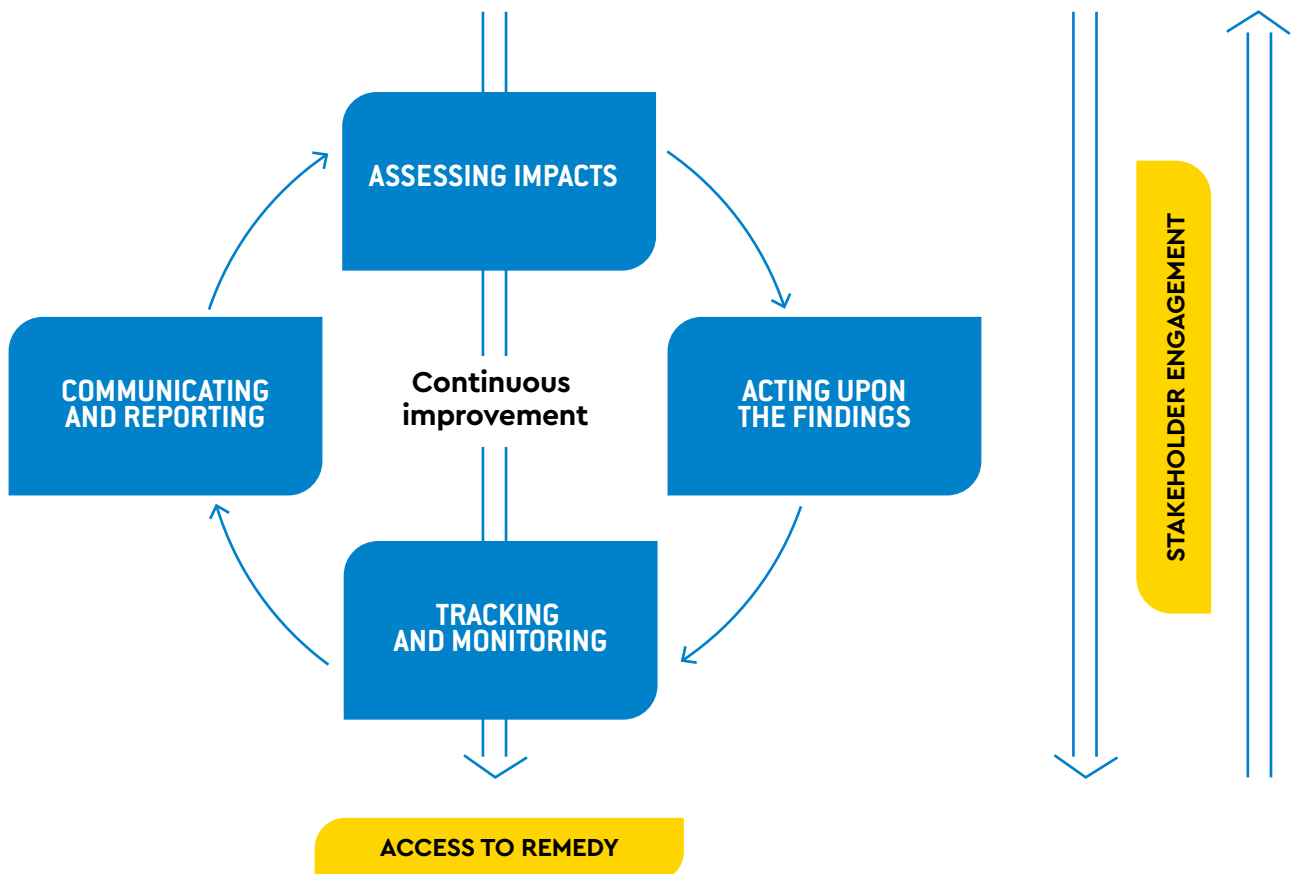 ASSESSING IMPACTS
COMMUNICATING
AND REPORTING
Continuous
improvement
ACTING UPON
THE FINDINGS
TRACKING
AND MONITORING
STAKEHOLDER ENGAGEMENT
ACCESS TO REMEDY